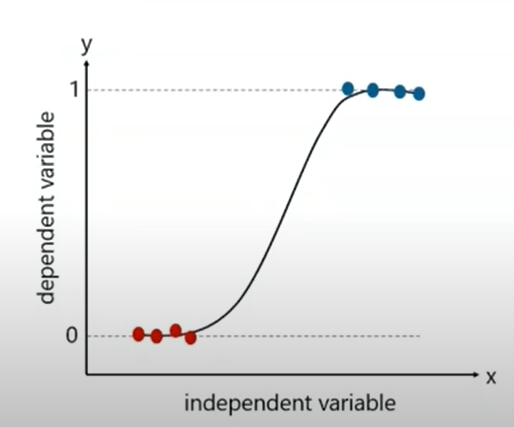 y
1
dependent variable
0
x
independent variable